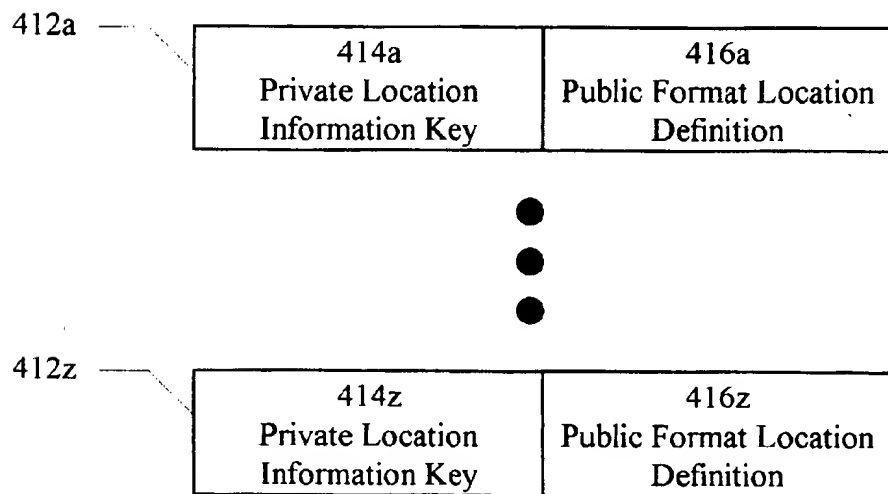 412a
414a
Private Location
Information Key
416a
Public Format Location
Definition
412z
414z
Private Location
Information Key
416z
Public Format Location
Definition